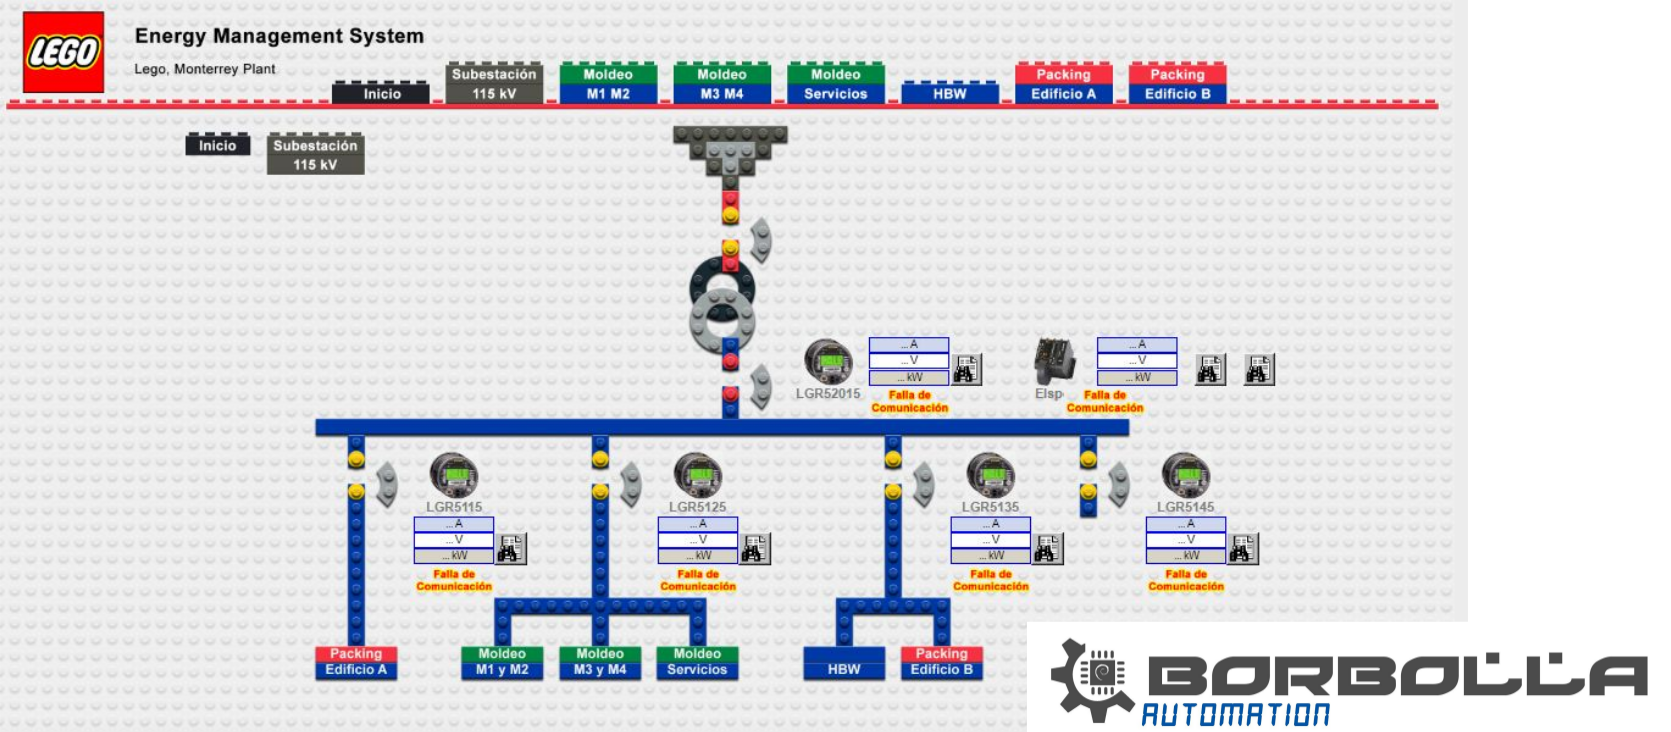 LEGO
Energy Management System
Lego, Monterrey Plant
Inicio
Subestación
115 kV
Moldeo
M1 M2
Moldeo
M3 M4
Moldeo
Servicios
HBW
Packing
Edificio A
Packing
Edificio B
Inicio
Subestación
115 kV
LGR52015
... A
... V
... kW
Falla de
Comunicación
Elsp
... A
... V
... kW
Falla de
Comunicación
LGR5115
... A
... V
... kW
Falla de
Comunicación
LGR5125
... A
... V
... kW
Falla de
Comunicación
LGR5135
... A
... V
... kW
Falla de
Comunicación
LGR5145
... A
... V
... kW
Falla de
Comunicación
Packing
Edificio A
Moldeo
M1 y M2
Moldeo
M3 y M4
Moldeo
Servicios
HBW
Packing
Edificio B
BORBOLLA
AUTOMATION